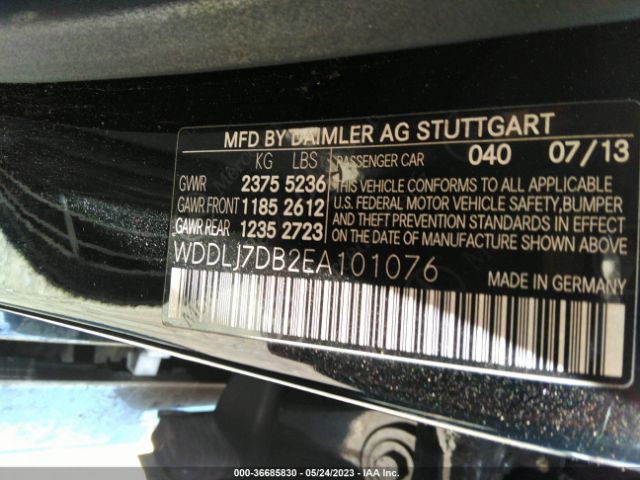 MFD BY DAIMLER AG STUTTGART
KG LBS PASSENGER CAR 040 07/13
GVWR 2375 5236
GAWR FRONT 1185 2612
GAWR REAR 1235 2723
THIS VEHICLE CONFORMS TO ALL APPLICABLE
U.S. FEDERAL MOTOR VEHICLE SAFETY, BUMPER
AND THEFT PREVENTION STANDARDS IN EFFECT
ON THE DATE OF MANUFACTURE SHOWN ABOVE
WDDLJ7DB2EA101076
MADE IN GERMANY
000-36685830 - 05/24/2023 - IAA Inc.